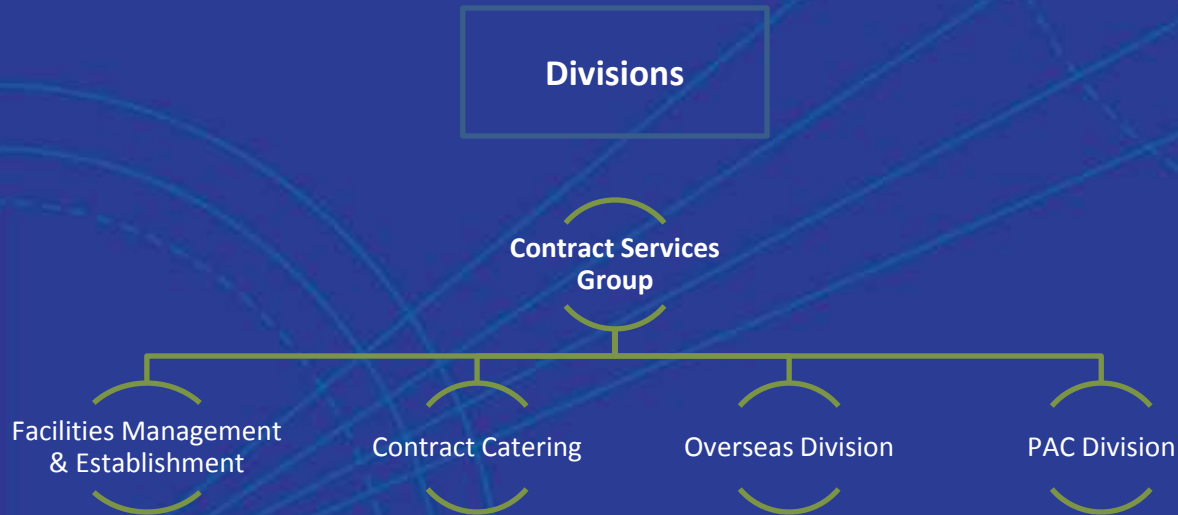 Divisions
Contract Services
Group
Facilities Management
& Establishment
Contract Catering
Overseas Division
PAC Division